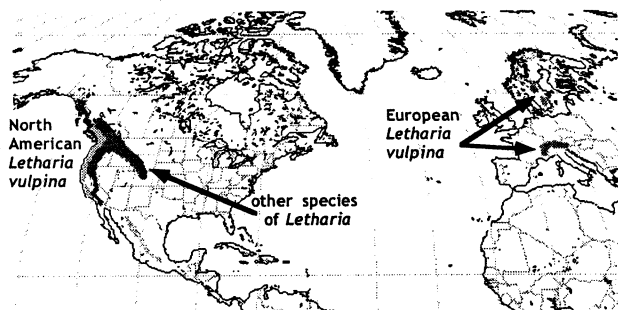 North
American
Letharia
vulpina
European
Letharia
vulpina
other species
of Letharia